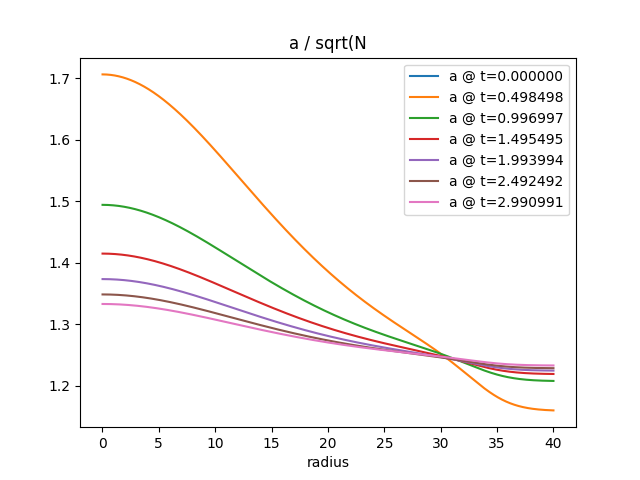 a / sqrt(N
1.7
1.6
1.5
1.4
1.3
1.2
0 5 10 15 20 25 30 35 40
radius
a @ t=0.000000
a @ t=0.498498
a @ t=0.996997
a @ t=1.495495
a @ t=1.993994
a @ t=2.492492
a @ t=2.990991